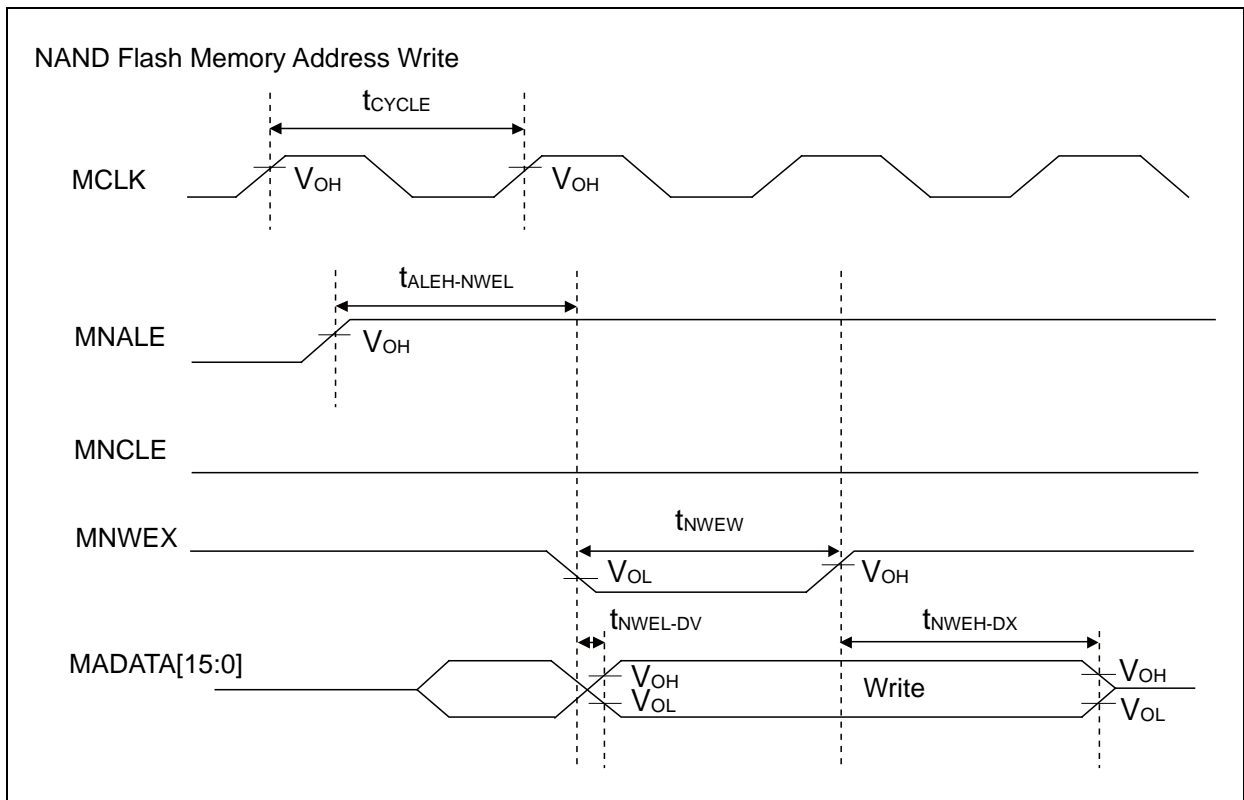 NAND Flash Memory Address Write
tCYCLE
MCLK
VOH
VOH
tALEH-NWEL
MNALE
VOH
MNCLE
tNWEW
MNWEX
VOL
VOH
tNWEL-DV
tNWEH-DX
MADATA[15:0]
VOH
VOL
Write
VOH
VOL